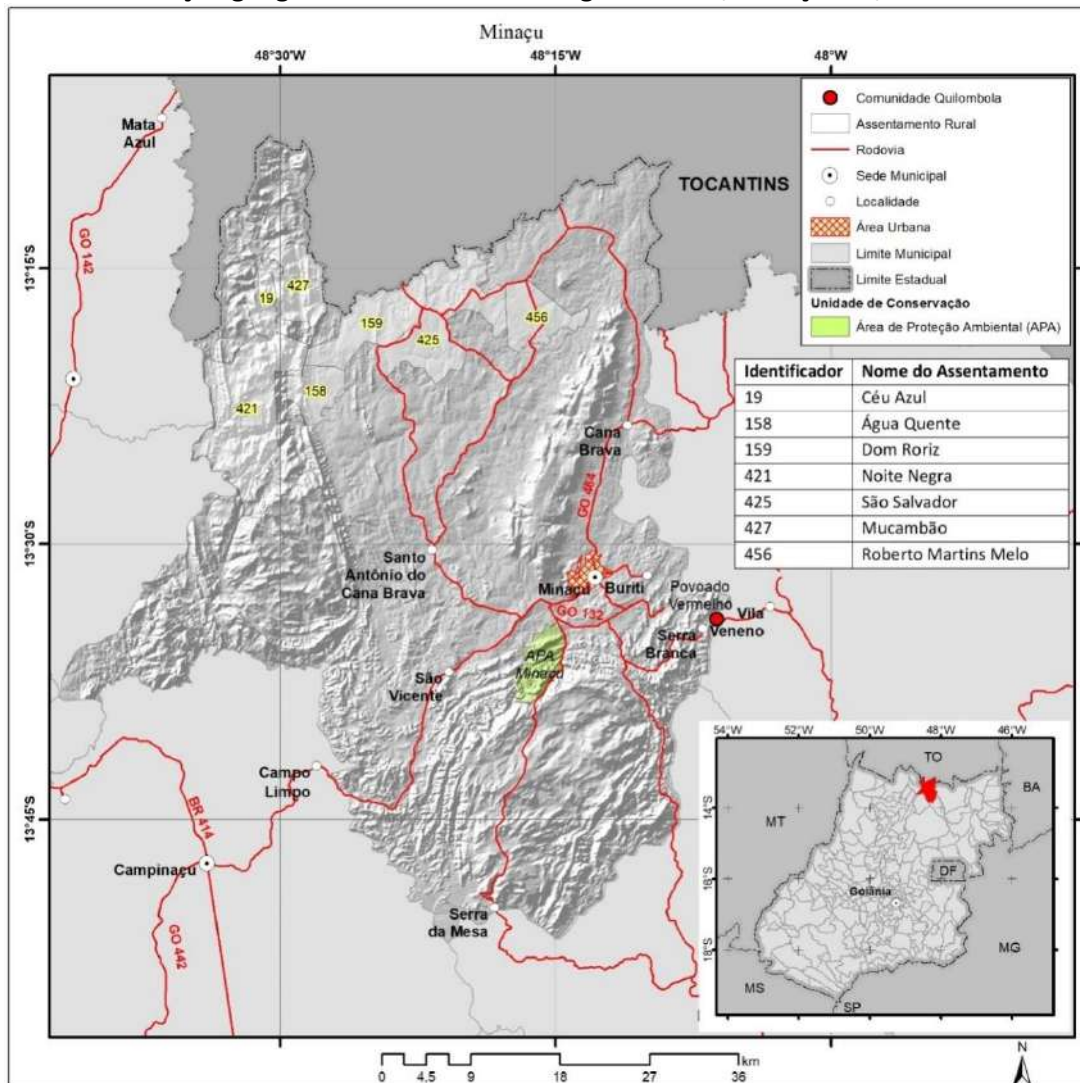 Minaçu
48°30'W
48°15'W
48°W
Comunidade Quilombola
Assentamento Rural
Rodovia
Sede Municipal
Localidade
Área Urbana
Limite Municipal
Limite Estadual
Unidade de Conservação
Área de Proteção Ambiental (APA)
Mata
Azul
TOCANTINS
GO 142
13°15'S
427
19
159
425
456
158
421
Identificador Nome do Assentamento
19 Céu Azul
158 Água Quente
159 Dom Roriz
421 Noite Negra
425 São Salvador
427 Mucambão
456 Roberto Martins Melo
Cana
Brava
GO 464
13°30'S
Santo
Antônio do
Cana Brava
Minaçu
Buriti
Povoado
Vermelho
Vila
Veneno
GO 132
Serra
Branca
APA
Minaçu
São
Vicente
Campo
Limpo
13°45'S
BR 414
Campinaçu
GO 442
Serra
da Mesa
54°W
52°W
50°W
48°W
46°W
TO
BA
14°S
MT
16°S
DF
Goiânia
18°S
MG
MS
SP
N
km
0 4,5 9 18 27 36